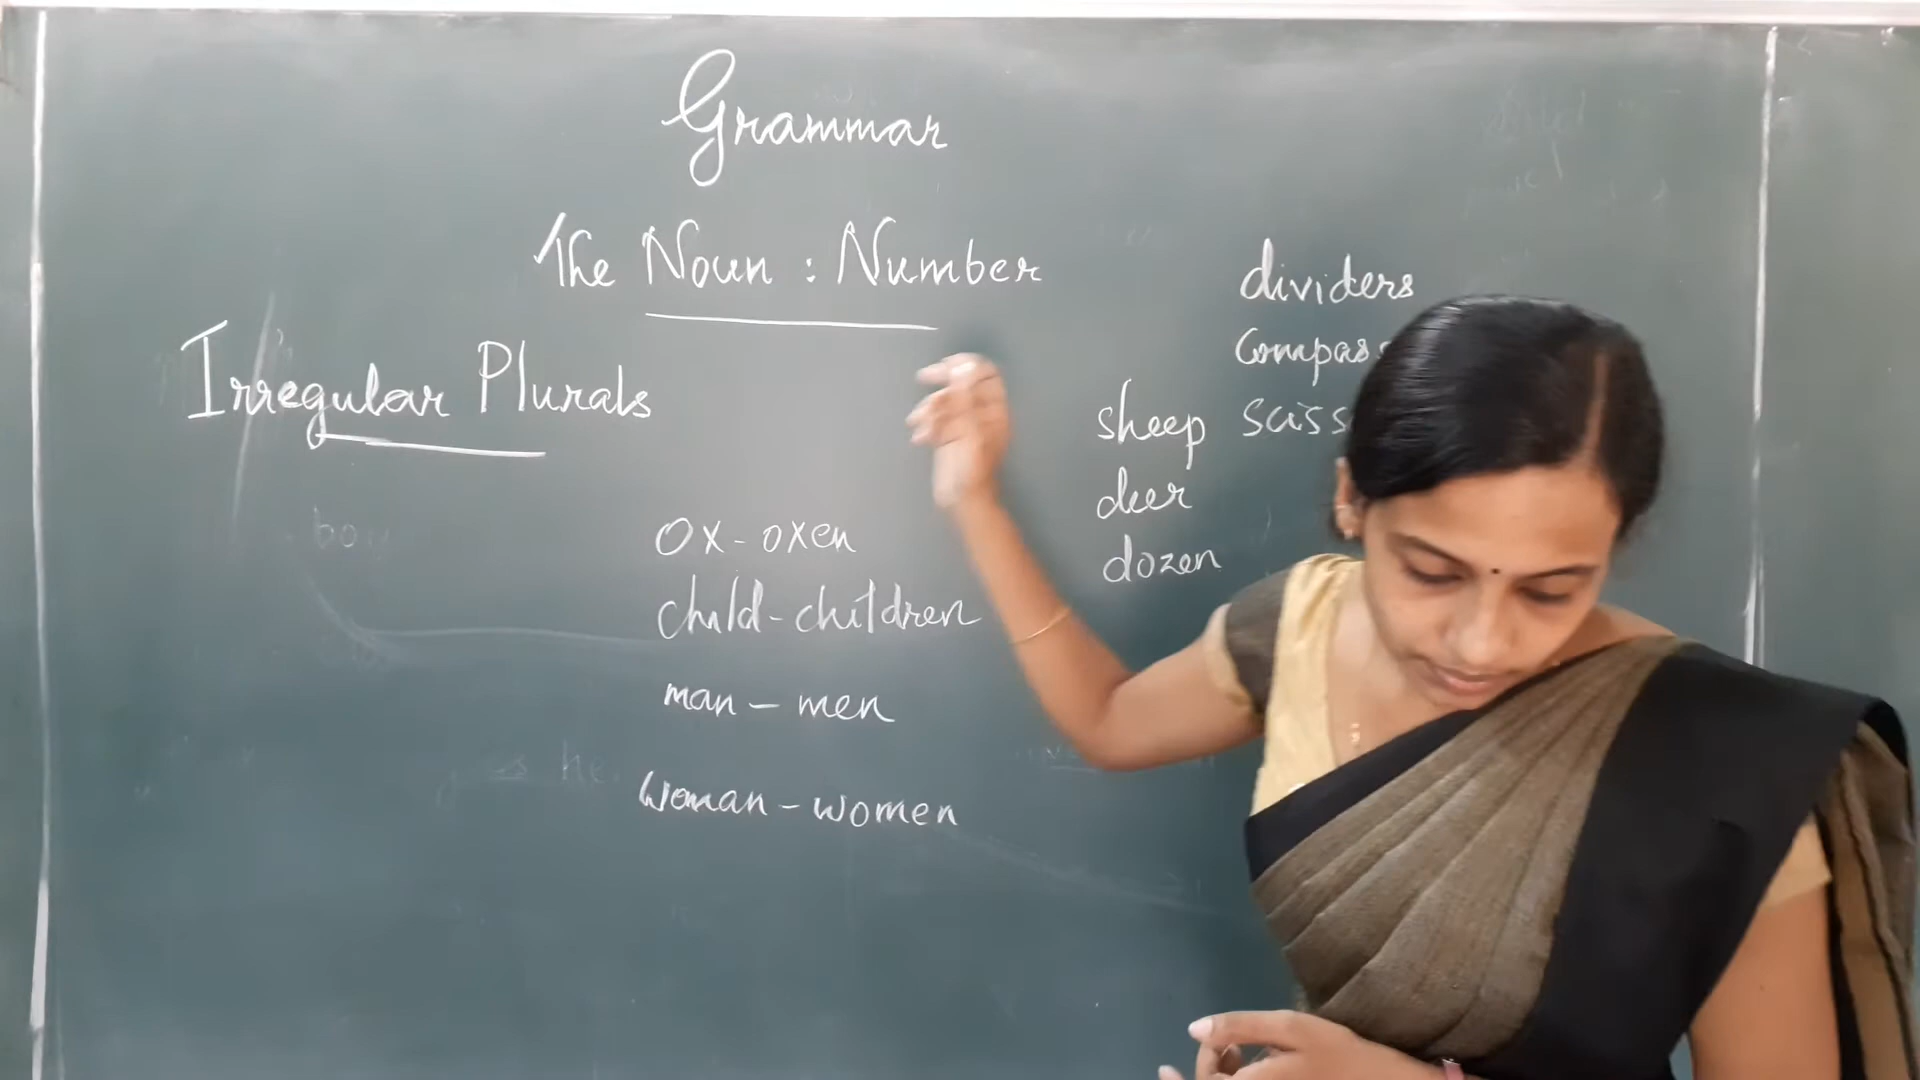 Grammar
The Noun : Number
Irregular Plurals
ox - oxen
child - children
man - men
woman - women
dividers
sheep
deer
dozen